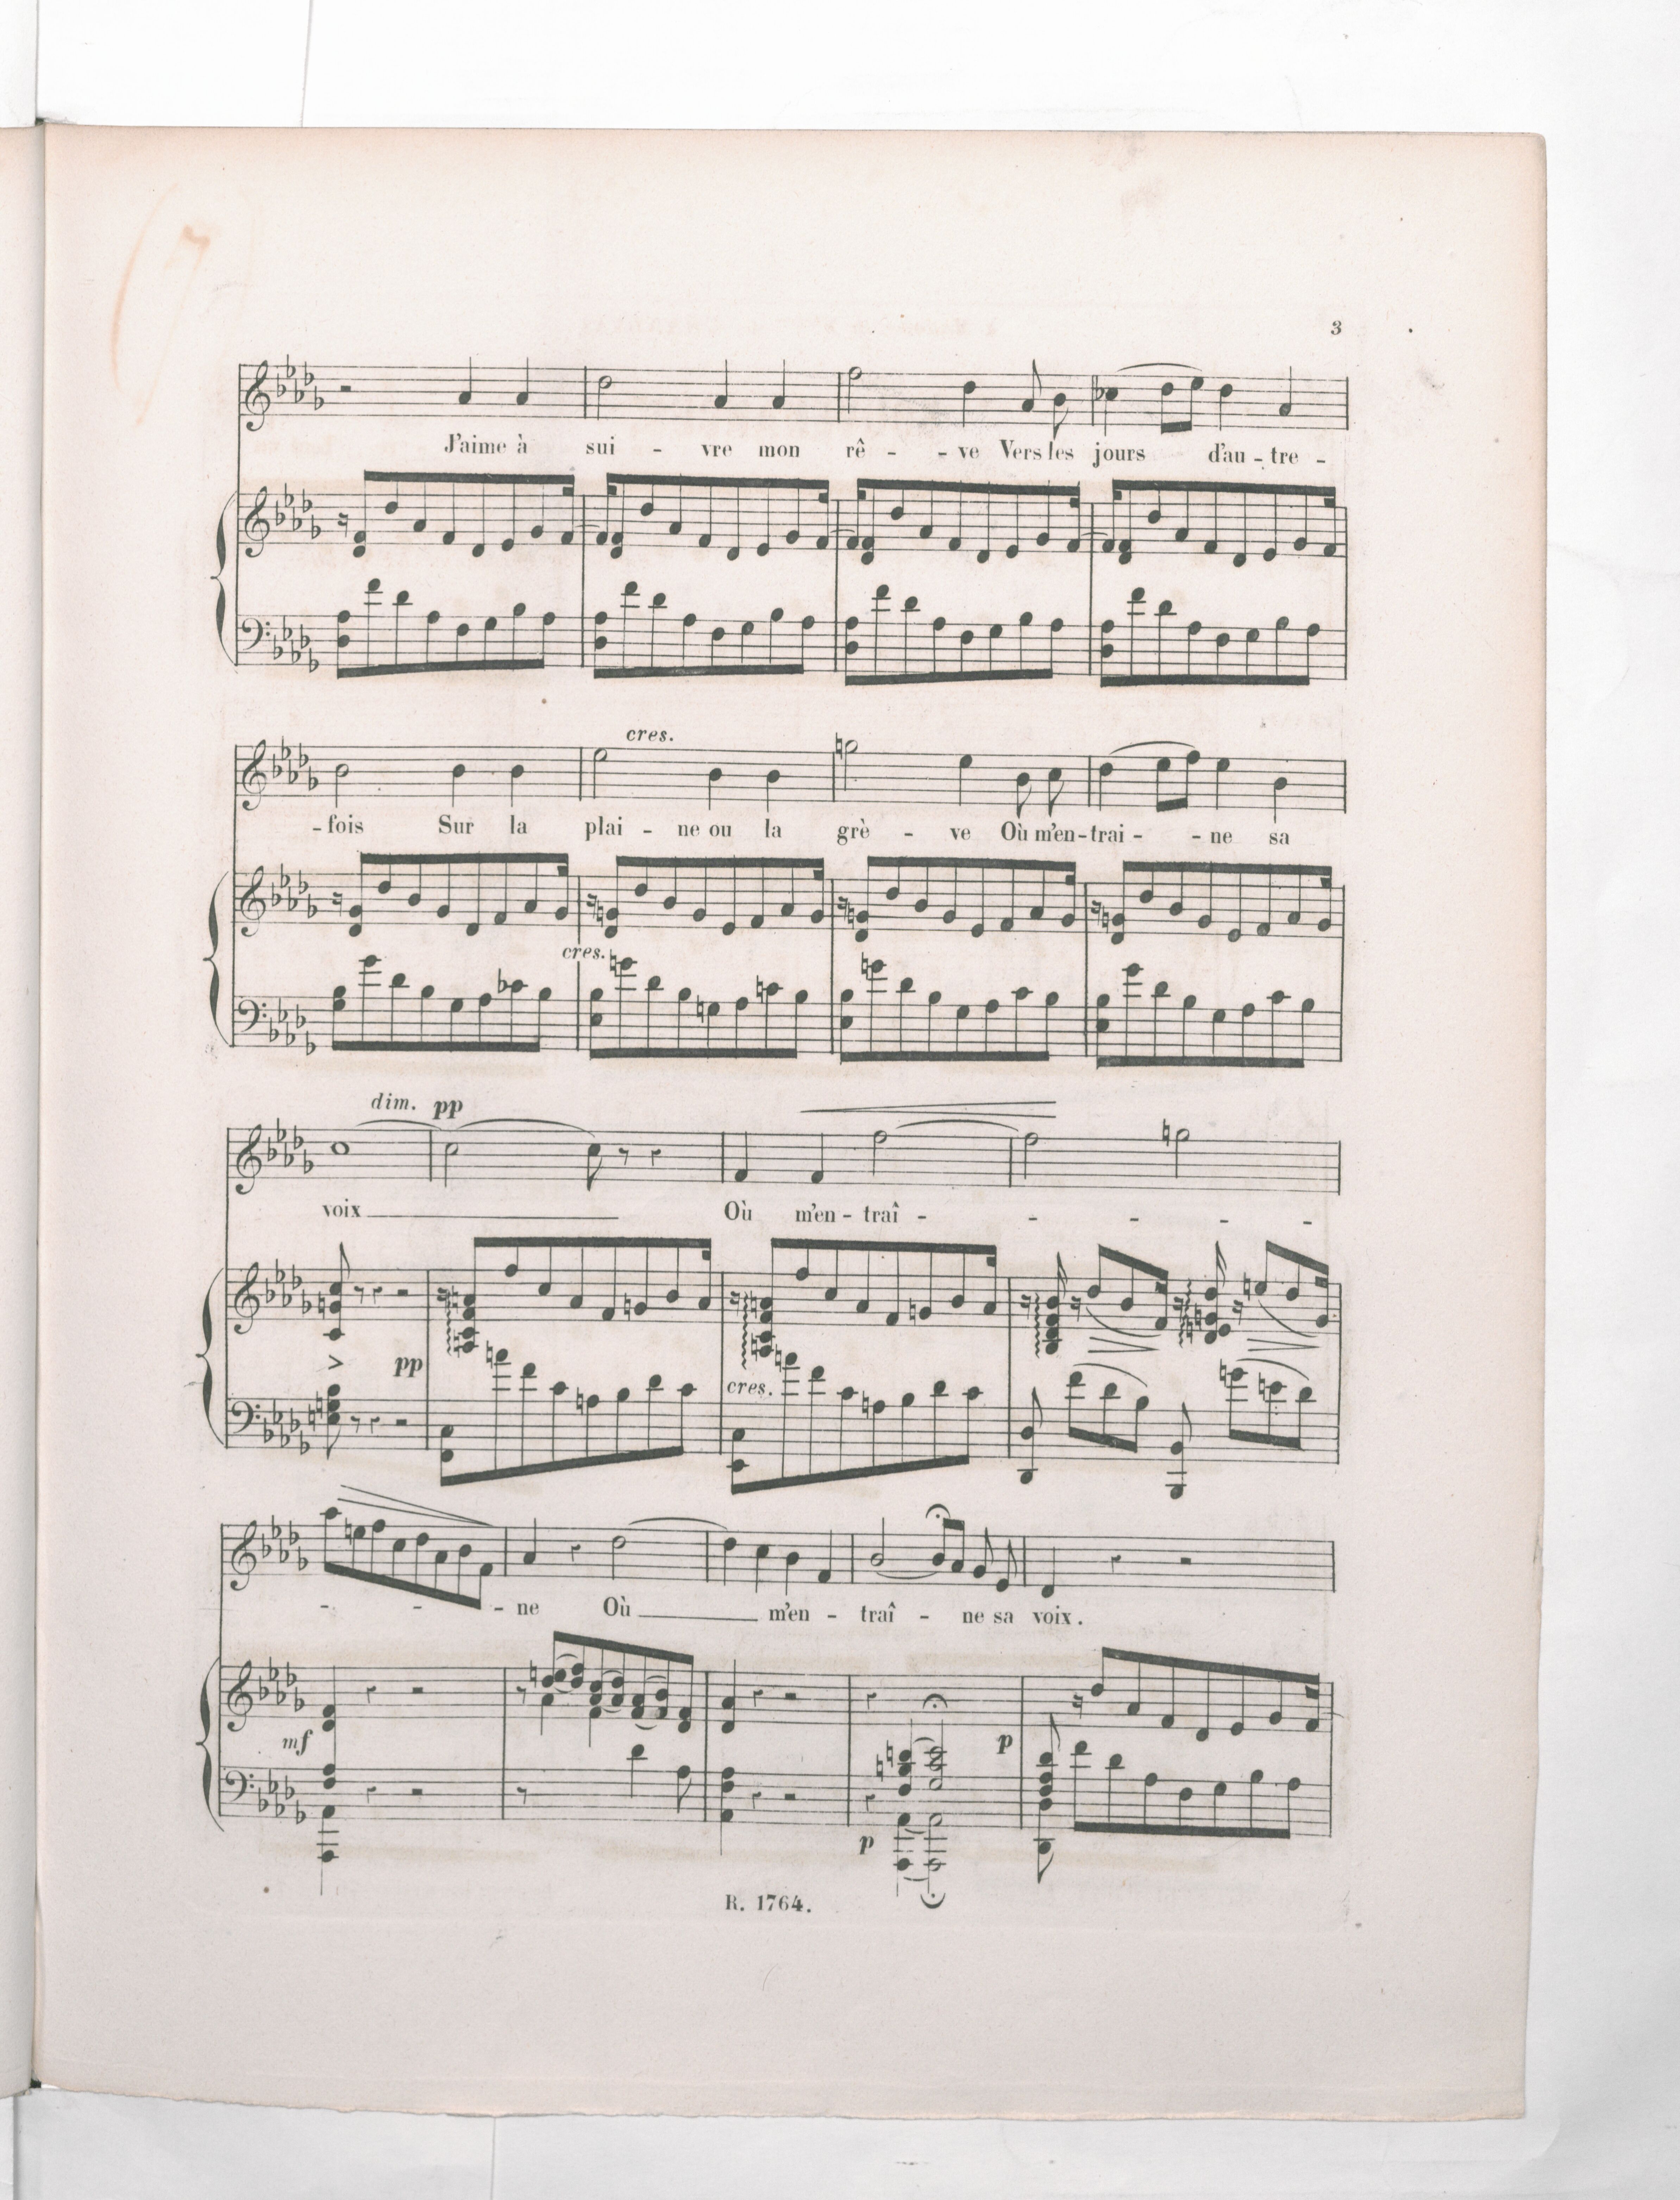 3
J'aime à sui - vre mon rê - - ve Vers les jours d'au - tre -
cres.
- fois Sur la plai - ne ou la grè - ve Où m'en - trai - - ne sa
cres.
dim. pp
voix Où m'en - traî - - - - -
pp cres.
- - - ne Où m'en - traî - ne sa voix.
mf p
p
R. 1764.